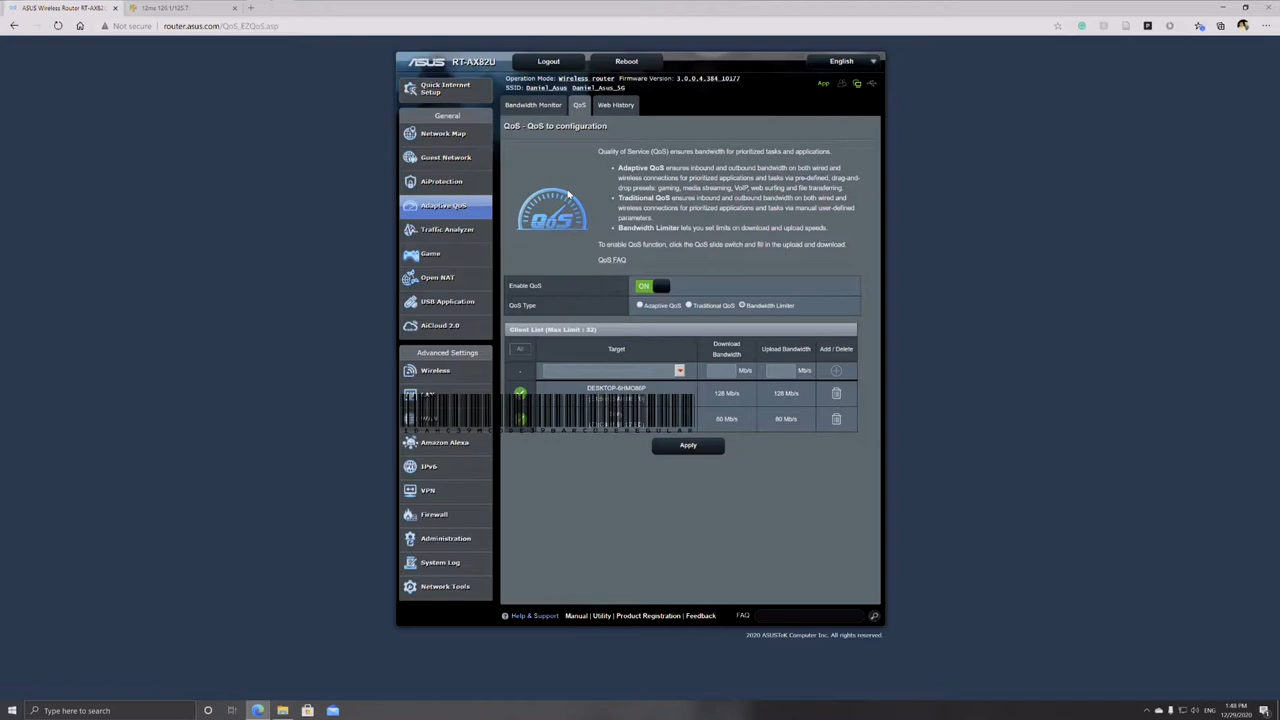 ASUS Wireless Router RT-AX82U
12ms 126.1/125.7
Not secure
router.asus.com/QoS_EZQoS.asp
ASUS RT-AX82U
Logout
Reboot
English
Operation Mode: Wireless router Firmware Version: 3.0.0.4.384_10177
SSID: Daniel_Asus Daniel_Asus_5G
App
Quick Internet
Setup
General
Network Map
Guest Network
AiProtection
Adaptive QoS
Traffic Analyzer
Game
Open NAT
USB Application
AiCloud 2.0
Advanced Settings
Wireless
Amazon Alexa
IPv6
VPN
Firewall
Administration
System Log
Network Tools
Bandwidth Monitor
QoS
Web History
QoS - QoS to configuration
Quality of Service (QoS) ensures bandwidth for prioritized tasks and applications.
QoS
• Adaptive QoS ensures inbound and outbound bandwidth on both wired and
wireless connections for prioritized applications and tasks via pre-defined, drag-and-
drop presets: gaming, media streaming, VoIP, web surfing and file transferring.
• Traditional QoS ensures inbound and outbound bandwidth on both wired and
wireless connections for prioritized applications and tasks via manual user-defined
parameters.
• Bandwidth Limiter lets you set limits on download and upload speeds.
To enable QoS function, click the QoS slide switch and fill in the upload and download.
QoS FAQ
Enable QoS
ON
QoS Type
Adaptive QoS Traditional QoS Bandwidth Limiter
Client List (Max Limit : 32)
All
Target
Download
Bandwidth
Upload Bandwidth
Add / Delete
-
Mb/s
Mb/s
DESKTOP-6HMO86P
128 Mb/s
128 Mb/s
80 Mb/s
80 Mb/s
Apply
Help & Support
Manual | Utility | Product Registration | Feedback
FAQ
2020 ASUSTeK Computer Inc. All rights reserved.
Type here to search
ENG
1:48 PM
12/29/2020